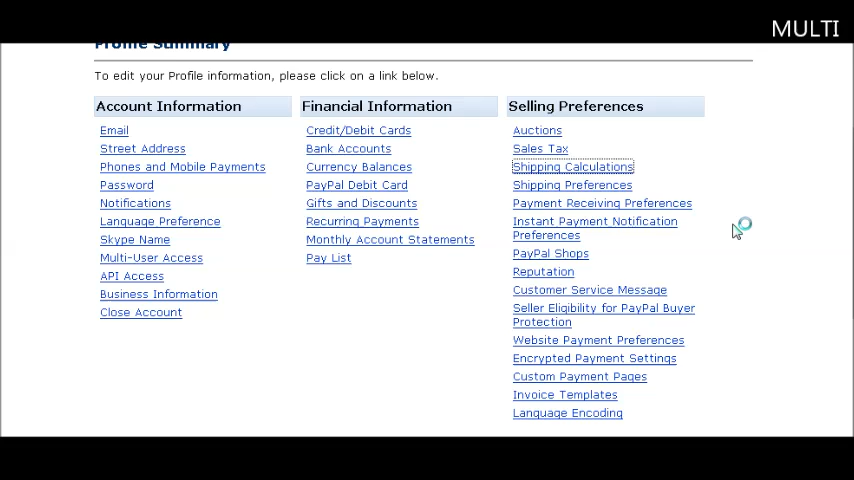 MULTI
Profile Summary
To edit your Profile information, please click on a link below.
Account Information
Email
Street Address
Phones and Mobile Payments
Password
Notifications
Language Preference
Skype Name
Multi-User Access
API Access
Business Information
Close Account
Financial Information
Credit/Debit Cards
Bank Accounts
Currency Balances
PayPal Debit Card
Gifts and Discounts
Recurring Payments
Monthly Account Statements
Pay List
Selling Preferences
Auctions
Sales Tax
Shipping Calculations
Shipping Preferences
Payment Receiving Preferences
Instant Payment Notification
Preferences
PayPal Shops
Reputation
Customer Service Message
Seller Eligibility for PayPal Buyer
Protection
Website Payment Preferences
Encrypted Payment Settings
Custom Payment Pages
Invoice Templates
Language Encoding